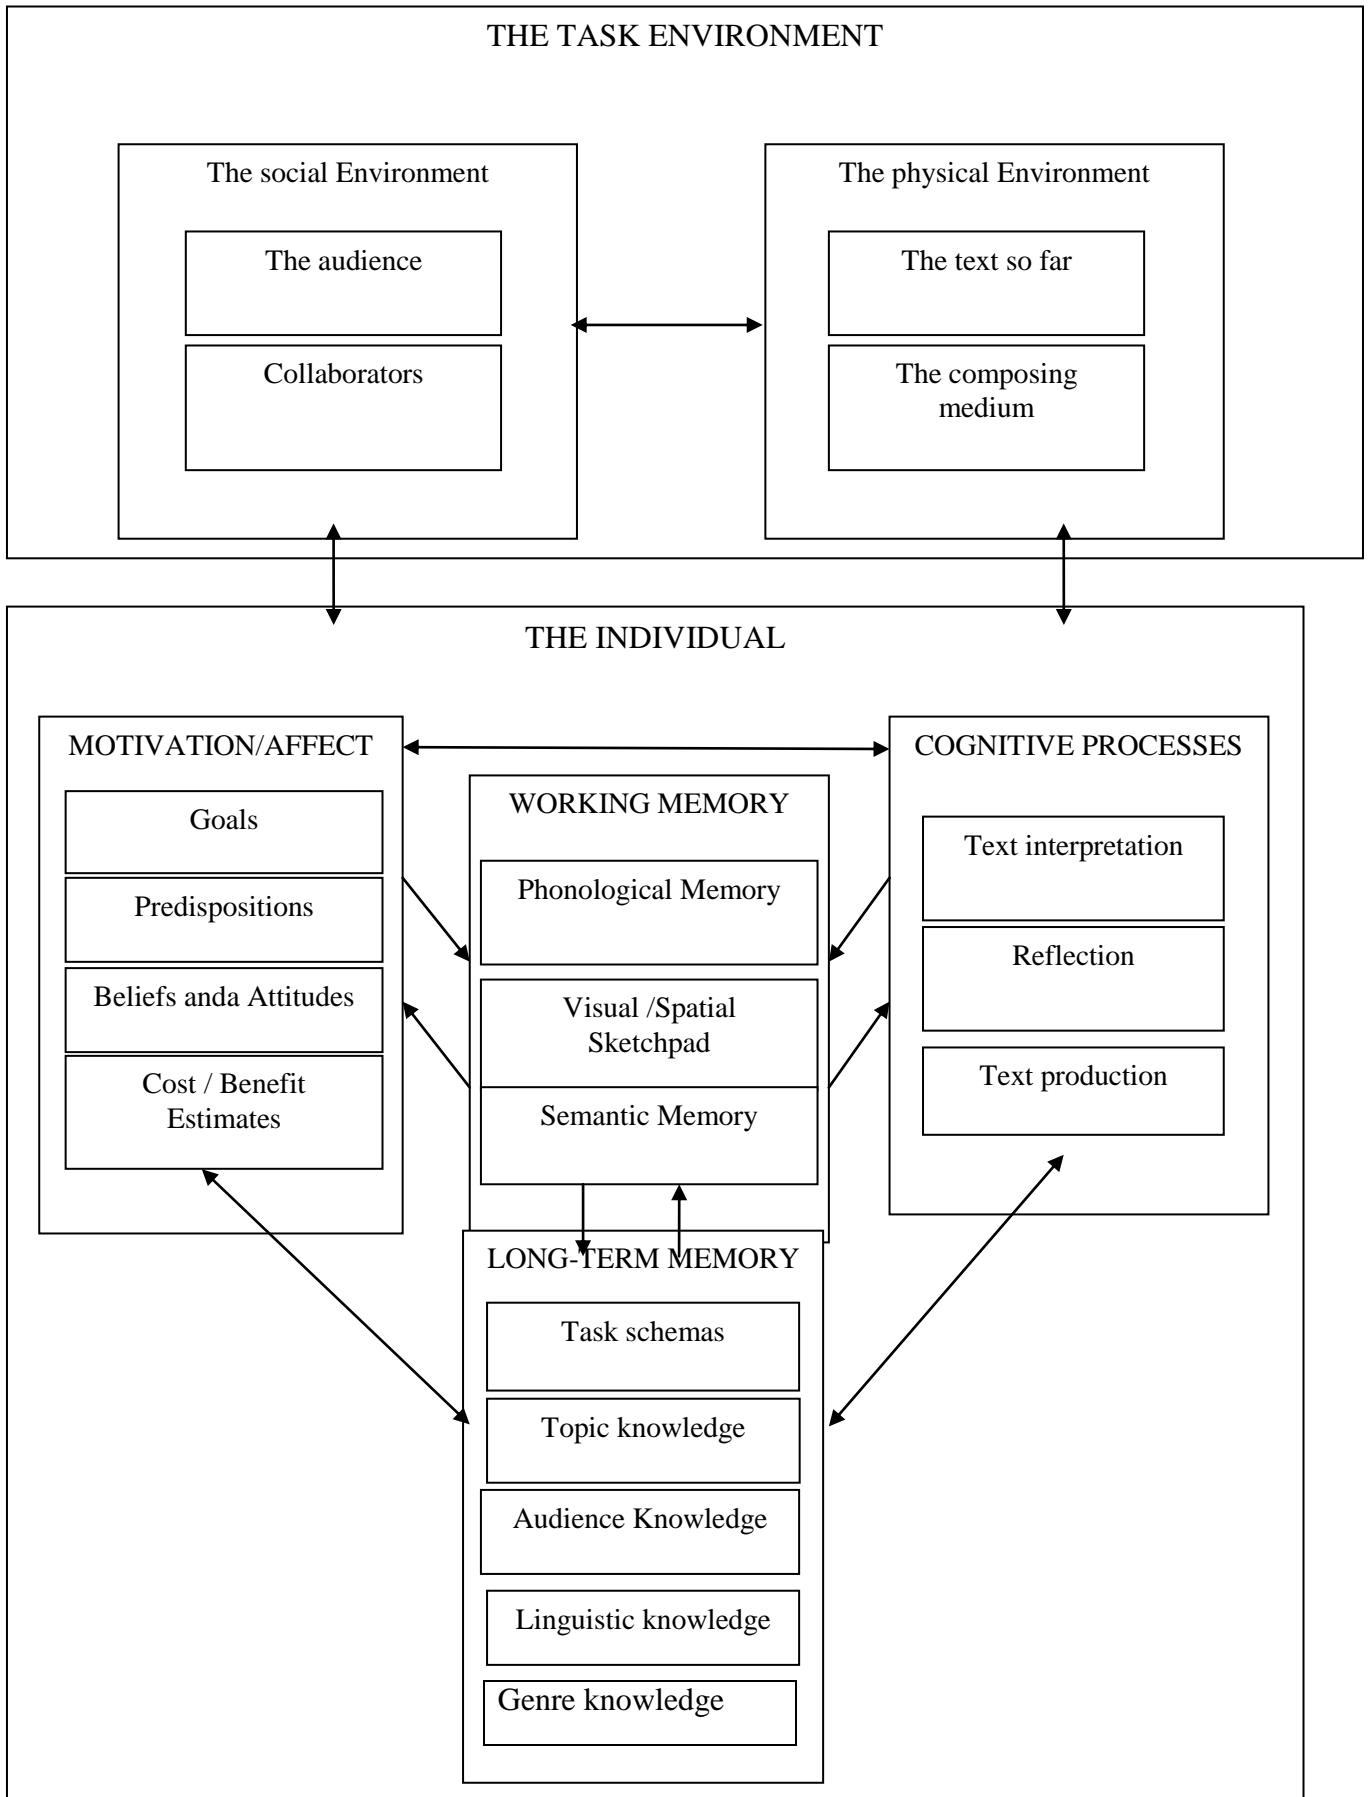 THE TASK ENVIRONMENT
The social Environment
The audience
Collaborators
The physical Environment
The text so far
The composing
medium
THE INDIVIDUAL
MOTIVATION/AFFECT
Goals
Predispositions
Beliefs anda Attitudes
Cost / Benefit
Estimates
WORKING MEMORY
Phonological Memory
Visual /Spatial
Sketchpad
Semantic Memory
COGNITIVE PROCESSES
Text interpretation
Reflection
Text production
LONG-TERM MEMORY
Task schemas
Topic knowledge
Audience Knowledge
Linguistic knowledge
Genre knowledge